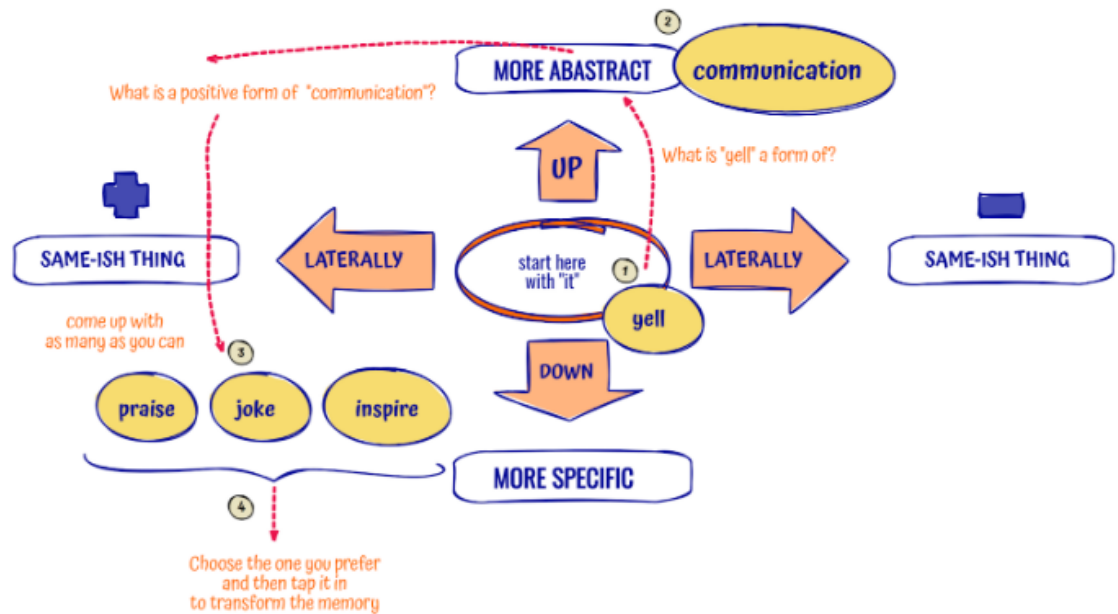 2
MORE ABASTRACT
communication
What is a positive form of "communication"?
What is "yell" a form of?
UP
SAME-ISH THING
LATERALLY
start here
with "it"
1
LATERALLY
SAME-ISH THING
yell
come up with
as many as you can
3
DOWN
praise
joke
inspire
MORE SPECIFIC
4
Choose the one you prefer
and then tap it in
to transform the memory